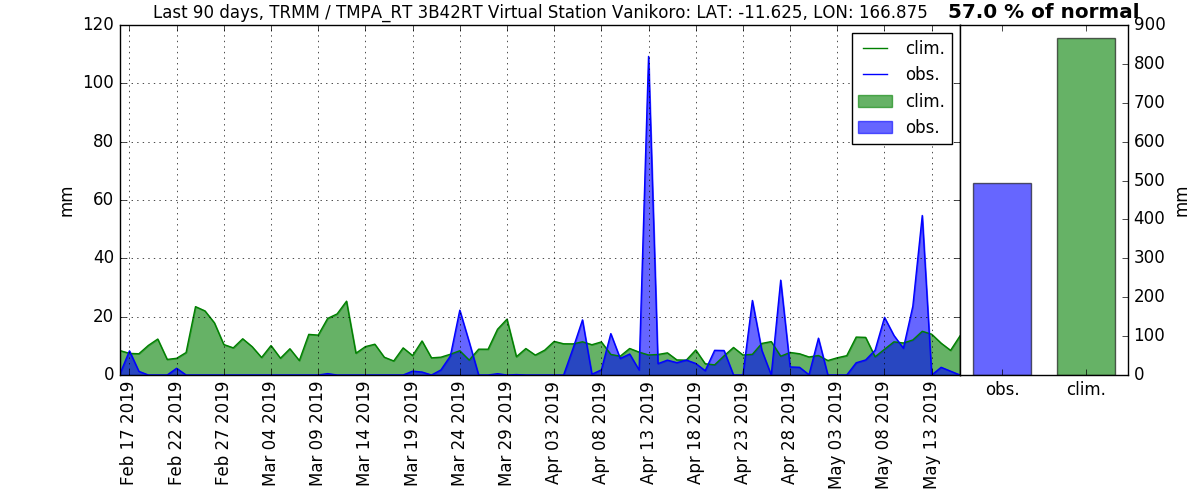 Last 90 days, TRMM / TMPA_RT 3B42RT Virtual Station Vanikoro: LAT: -11.625, LON: 166.875
57.0 % of normal
mm
120
100
80
60
40
20
0
clim.
obs.
clim.
obs.
Feb 17 2019
Feb 22 2019
Feb 27 2019
Mar 04 2019
Mar 09 2019
Mar 14 2019
Mar 19 2019
Mar 24 2019
Mar 29 2019
Apr 03 2019
Apr 08 2019
Apr 13 2019
Apr 18 2019
Apr 23 2019
Apr 28 2019
May 03 2019
May 08 2019
May 13 2019
900
800
700
600
500
400
300
200
100
0
mm
obs.
clim.